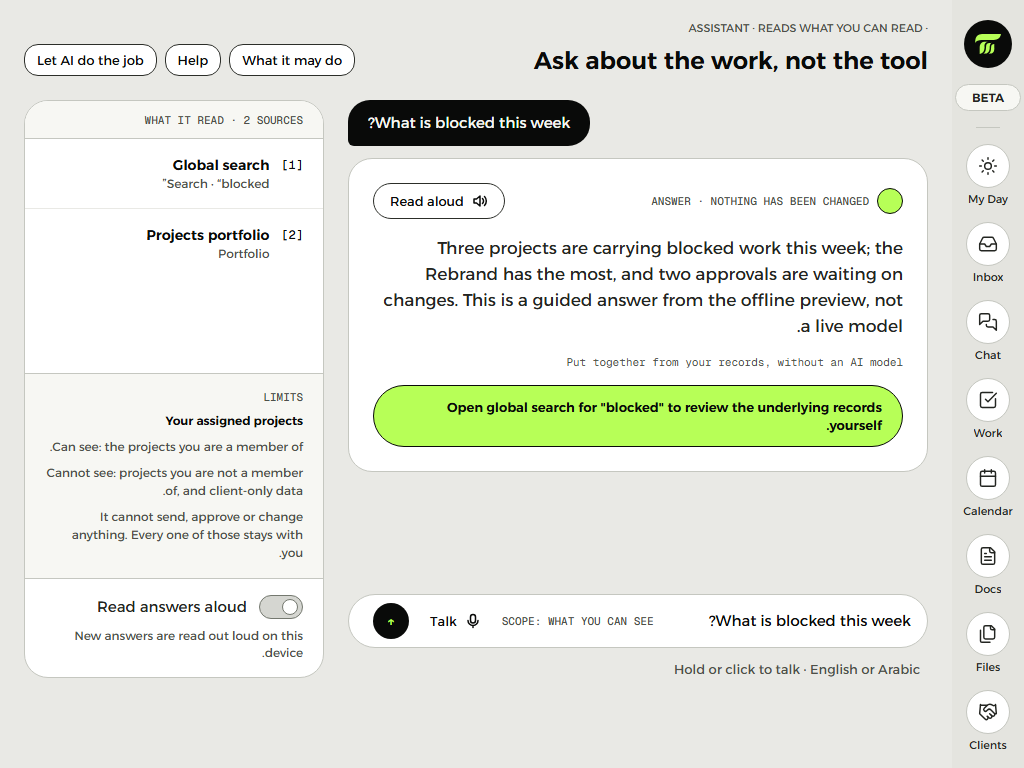 ASSISTANT · READS WHAT YOU CAN READ ·
Ask about the work, not the tool
What it may do
Help
Let AI do the job
BETA
My Day
Inbox
Chat
Work
Calendar
Docs
Files
Clients
?What is blocked this week
ANSWER · NOTHING HAS BEEN CHANGED
Read aloud
Three projects are carrying blocked work this week; the
Rebrand has the most, and two approvals are waiting on
changes. This is a guided answer from the offline preview, not
.a live model
Put together from your records, without an AI model
Open global search for "blocked" to review the underlying records
.yourself
?What is blocked this week
SCOPE: WHAT YOU CAN SEE
Talk
Hold or click to talk · English or Arabic
WHAT IT READ · 2 SOURCES
[1] Global search
"Search · "blocked
[2] Projects portfolio
Portfolio
LIMITS
Your assigned projects
.Can see: the projects you are a member of
Cannot see: projects you are not a member
.of, and client-only data
It cannot send, approve or change
anything. Every one of those stays with
.you
Read answers aloud
New answers are read out loud on this
.device